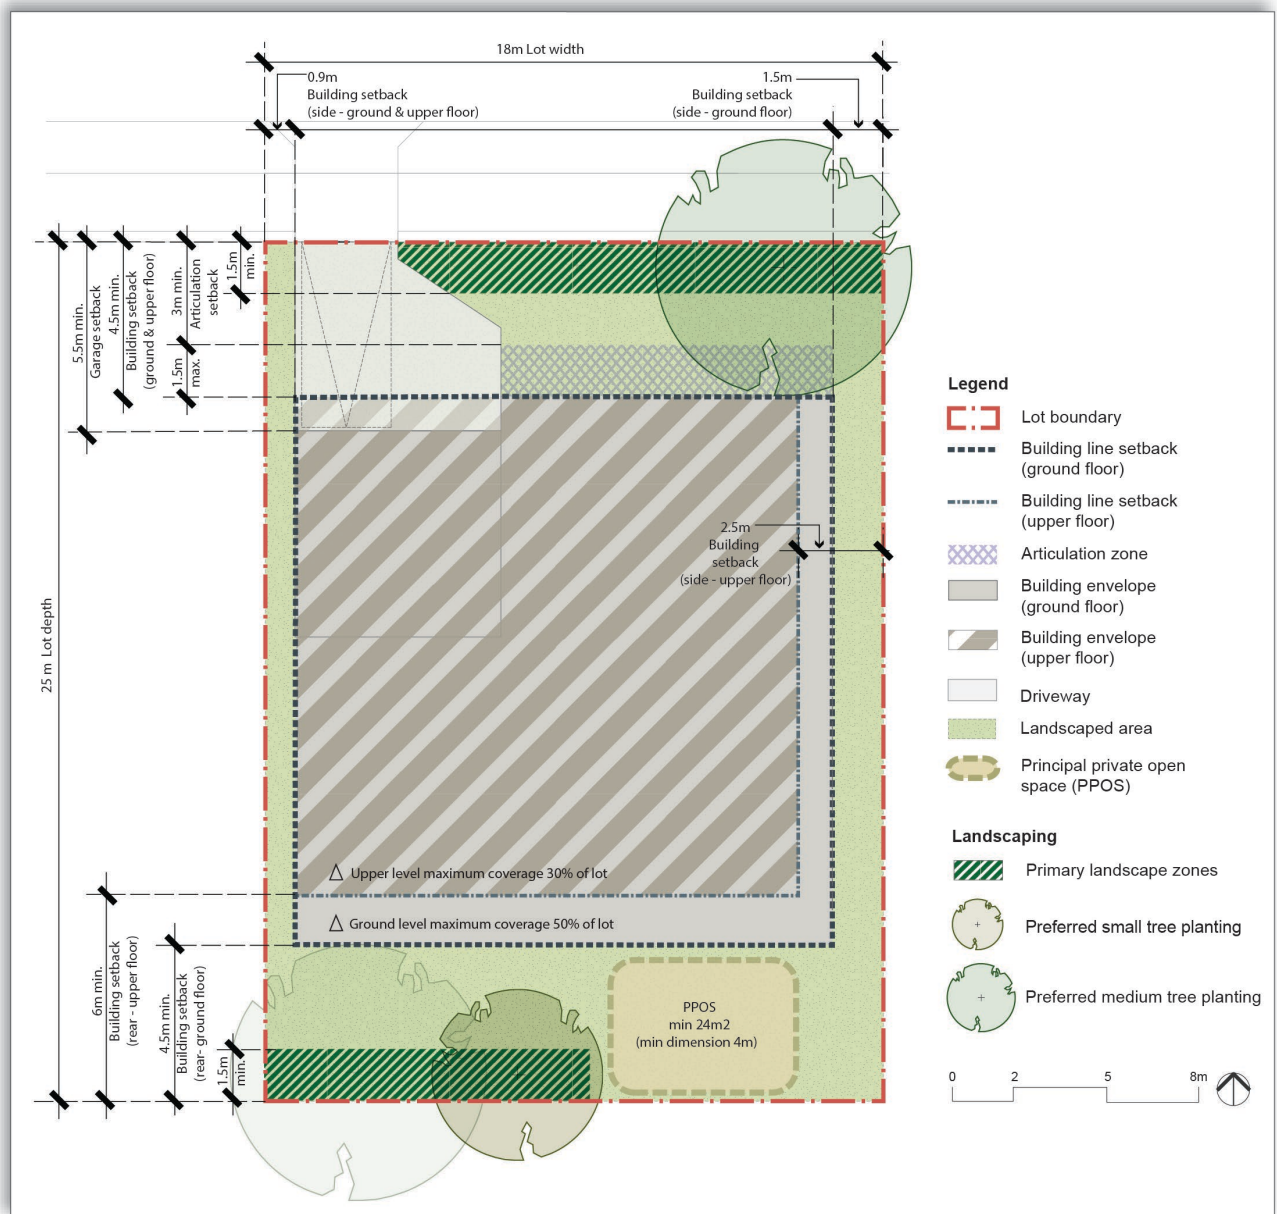 18m Lot width
0.9m
Building setback
(side - ground & upper floor)
1.5m
Building setback
(side - ground floor)
5.5m min.
Garage setback
4.5m min.
Building setback
(ground & upper floor)
3m min.
Articulation
setback
1.5m
max.
1.5m
min.
2.5m
Building
setback
(side - upper floor)
25 m Lot depth
Upper level maximum coverage 30% of lot
Ground level maximum coverage 50% of lot
6m min.
Building setback
(rear - upper floor)
4.5m min.
Building setback
(rear- ground floor)
1.5m
min.
PPOS
min 24m2
(min dimension 4m)
Legend
Lot boundary
Building line setback
(ground floor)
Building line setback
(upper floor)
Articulation zone
Building envelope
(ground floor)
Building envelope
(upper floor)
Driveway
Landscaped area
Principal private open
space (PPOS)
Landscaping
Primary landscape zones
Preferred small tree planting
Preferred medium tree planting
0 2 5 8m